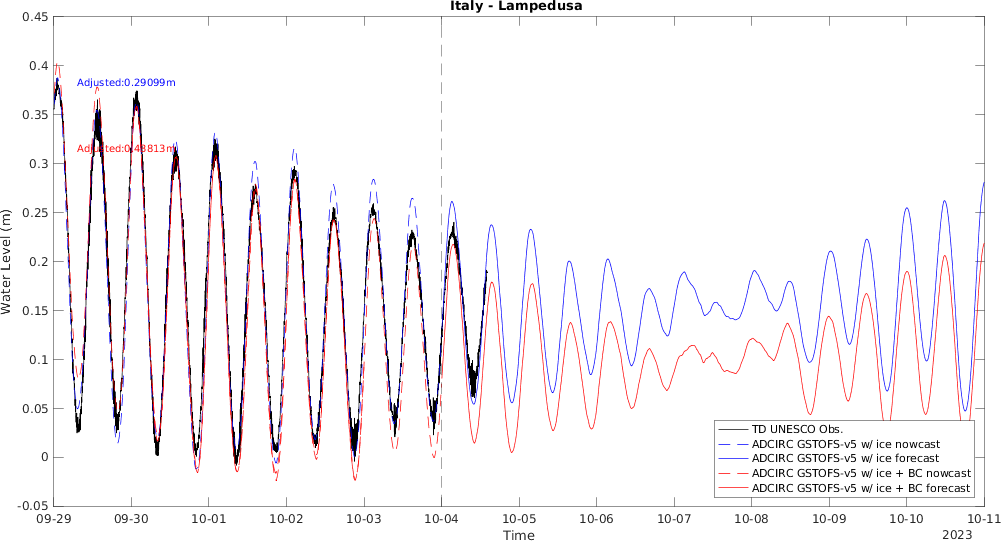 Italy - Lampedusa
0.45
0.4
0.35
0.3
0.25
0.2
0.15
0.1
0.05
0
-0.05
Water Level (m)
Adjusted:0.29099m
Adjusted:0.48813m
TD UNESCO Obs.
ADCIRC GSTOFS-v5 w/ ice nowcast
ADCIRC GSTOFS-v5 w/ ice forecast
ADCIRC GSTOFS-v5 w/ ice + BC nowcast
ADCIRC GSTOFS-v5 w/ ice + BC forecast
09-29 09-30 10-01 10-02 10-03 10-04 10-05 10-06 10-07 10-08 10-09 10-10 10-11
Time
2023